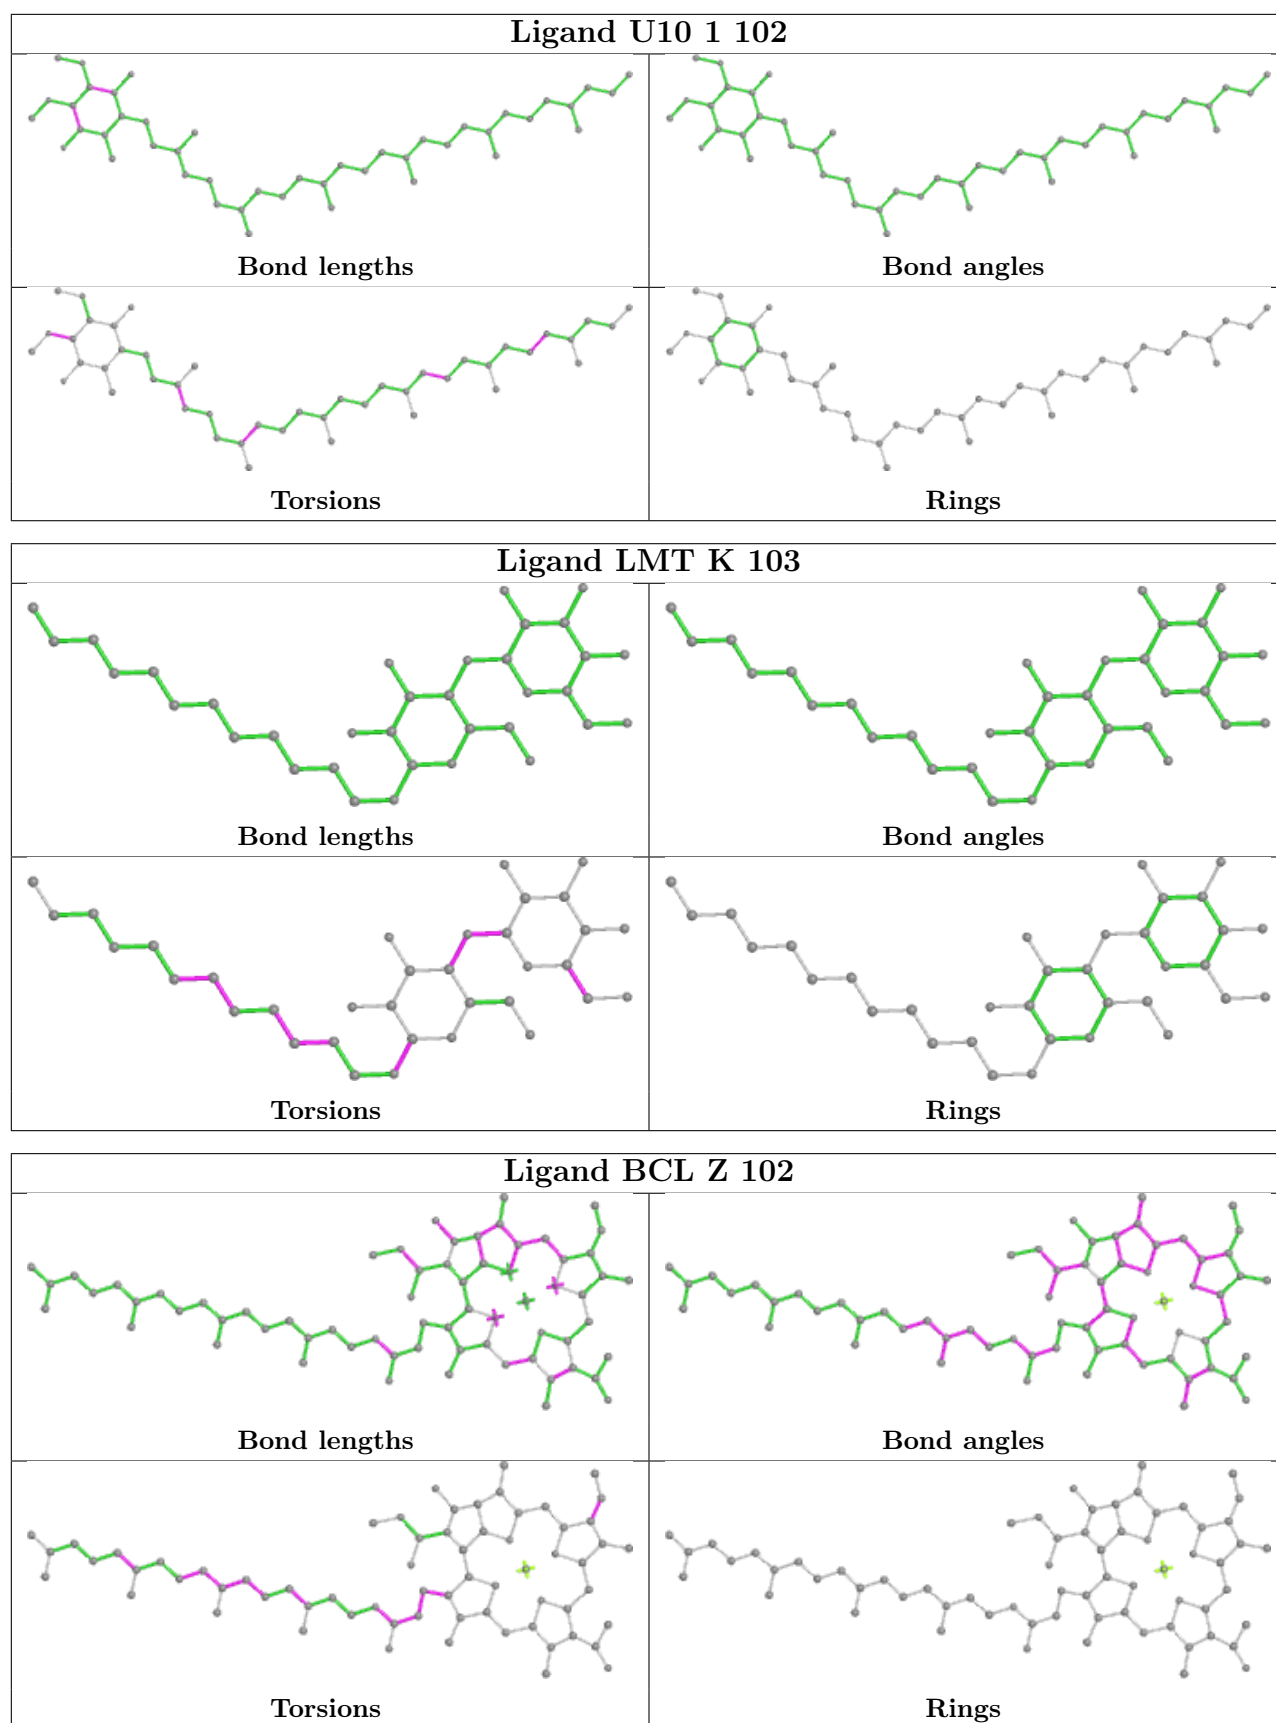 Ligand U10 1 102
Bond lengths
Bond angles
Torsions
Rings
Ligand LMT K 103
Bond lengths
Bond angles
Torsions
Rings
Ligand BCL Z 102
Bond lengths
Bond angles
Torsions
Rings